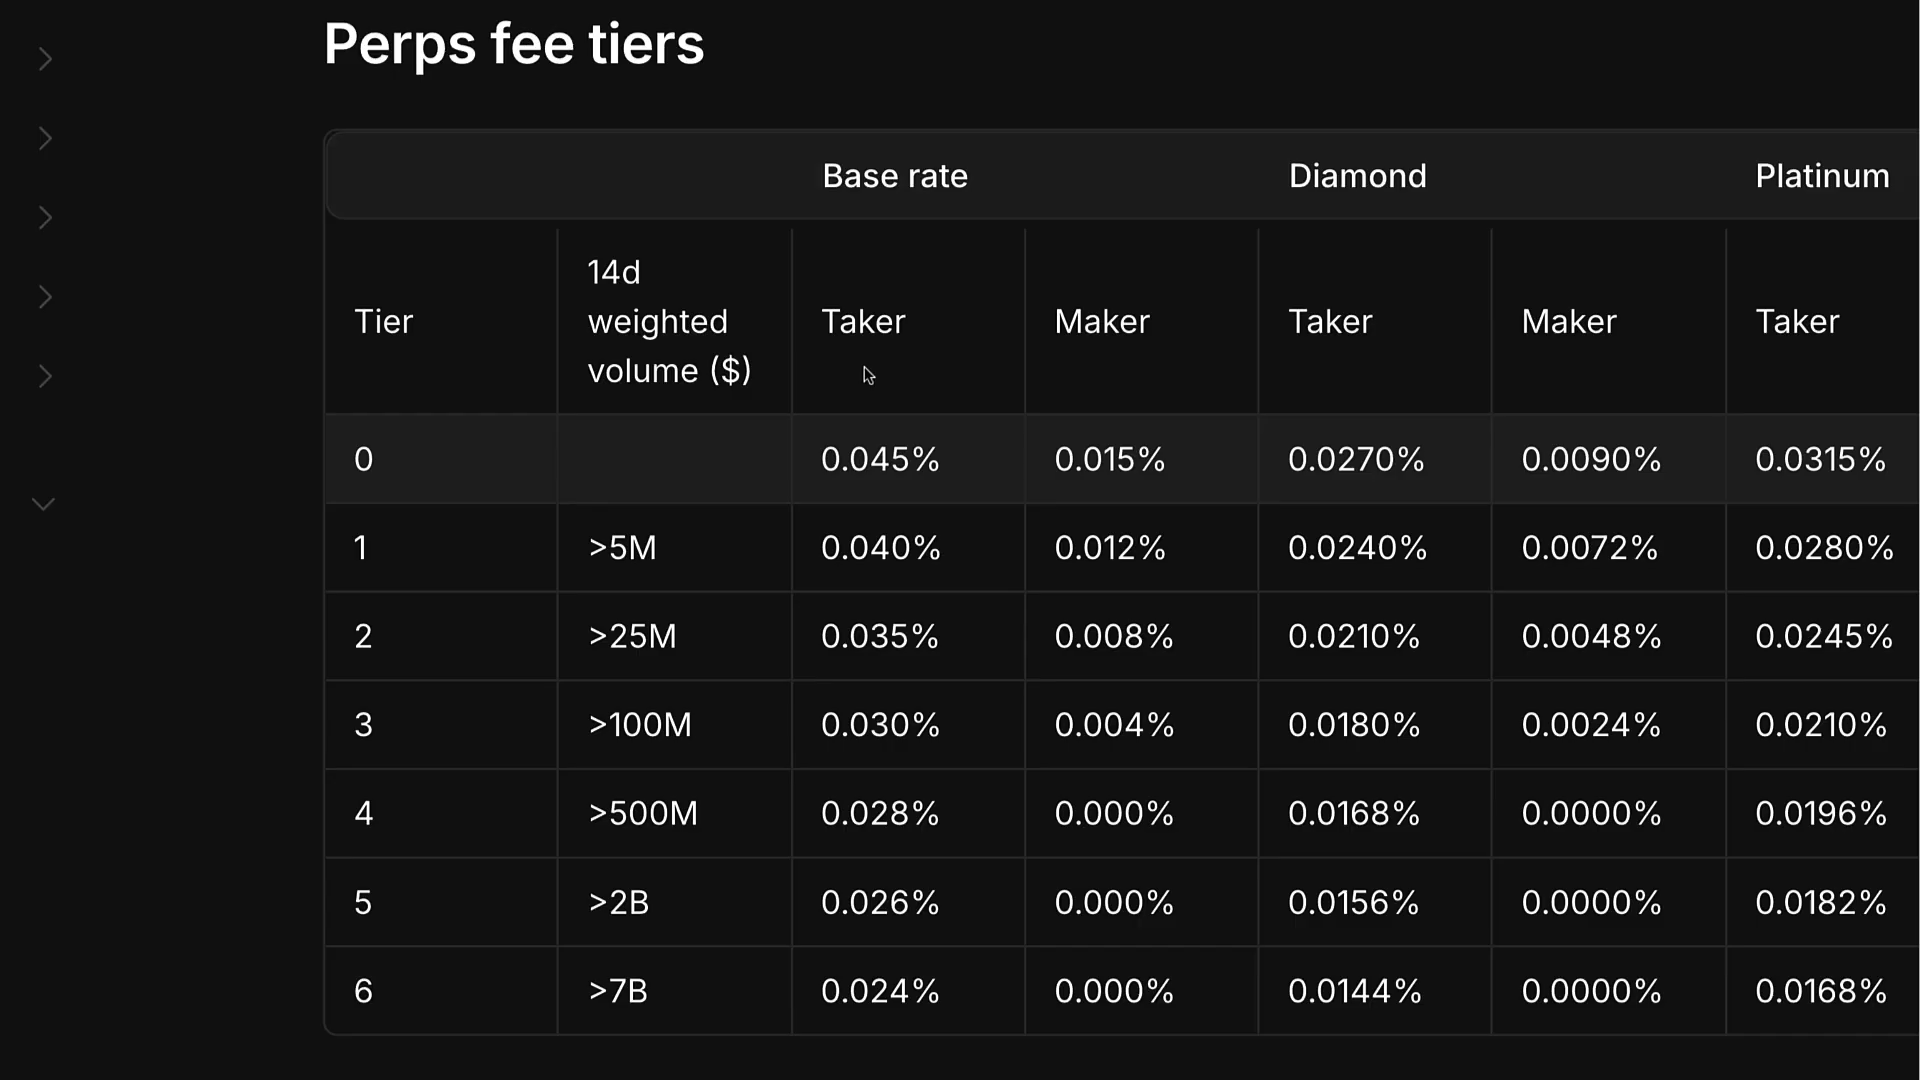 Perps fee tiers
Base rate Diamond Platinum
Tier 14d weighted volume ($) Taker Maker Taker Maker Taker
0 0.045% 0.015% 0.0270% 0.0090% 0.0315%
1 >5M 0.040% 0.012% 0.0240% 0.0072% 0.0280%
2 >25M 0.035% 0.008% 0.0210% 0.0048% 0.0245%
3 >100M 0.030% 0.004% 0.0180% 0.0024% 0.0210%
4 >500M 0.028% 0.000% 0.0168% 0.0000% 0.0196%
5 >2B 0.026% 0.000% 0.0156% 0.0000% 0.0182%
6 >7B 0.024% 0.000% 0.0144% 0.0000% 0.0168%